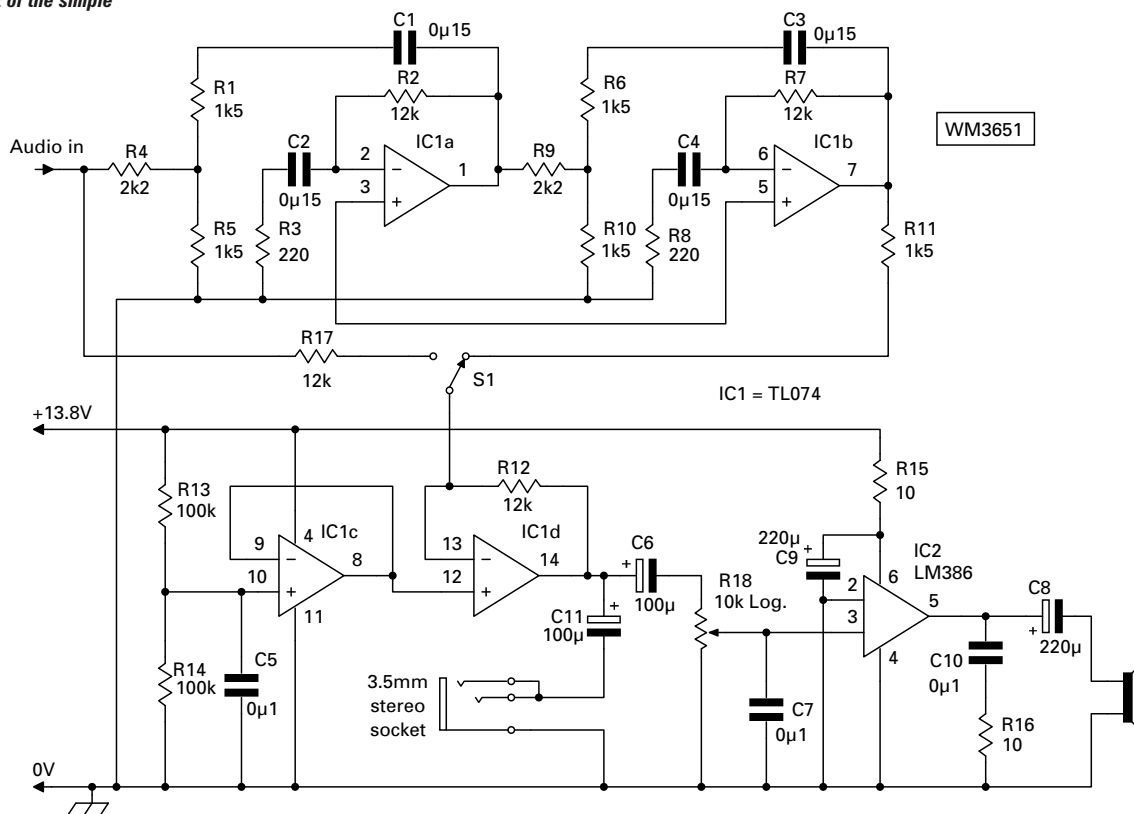 of the simple
C1
0µ15
C3
0µ15
R1
1k5
R2
12k
R6
1k5
R7
12k
WM3651
Audio in
R4
2k2
C2
0µ15
2
3
IC1a
1
R9
2k2
C4
0µ15
6
5
IC1b
7
R5
1k5
R3
220
R10
1k5
R8
220
R11
1k5
R17
12k
S1
IC1 = TL074
+13.8V
R13
100k
9
10
4
IC1c
8
11
R12
12k
13
12
IC1d
14
C6
+
100µ
R18
10k Log.
R15
10
220µ
+
C9
IC2
LM386
2
3
6
5
4
C8
+
220µ
R14
100k
C5
0µ1
C11
+
100µ
3.5mm
stereo
socket
C7
0µ1
C10
0µ1
R16
10
0V